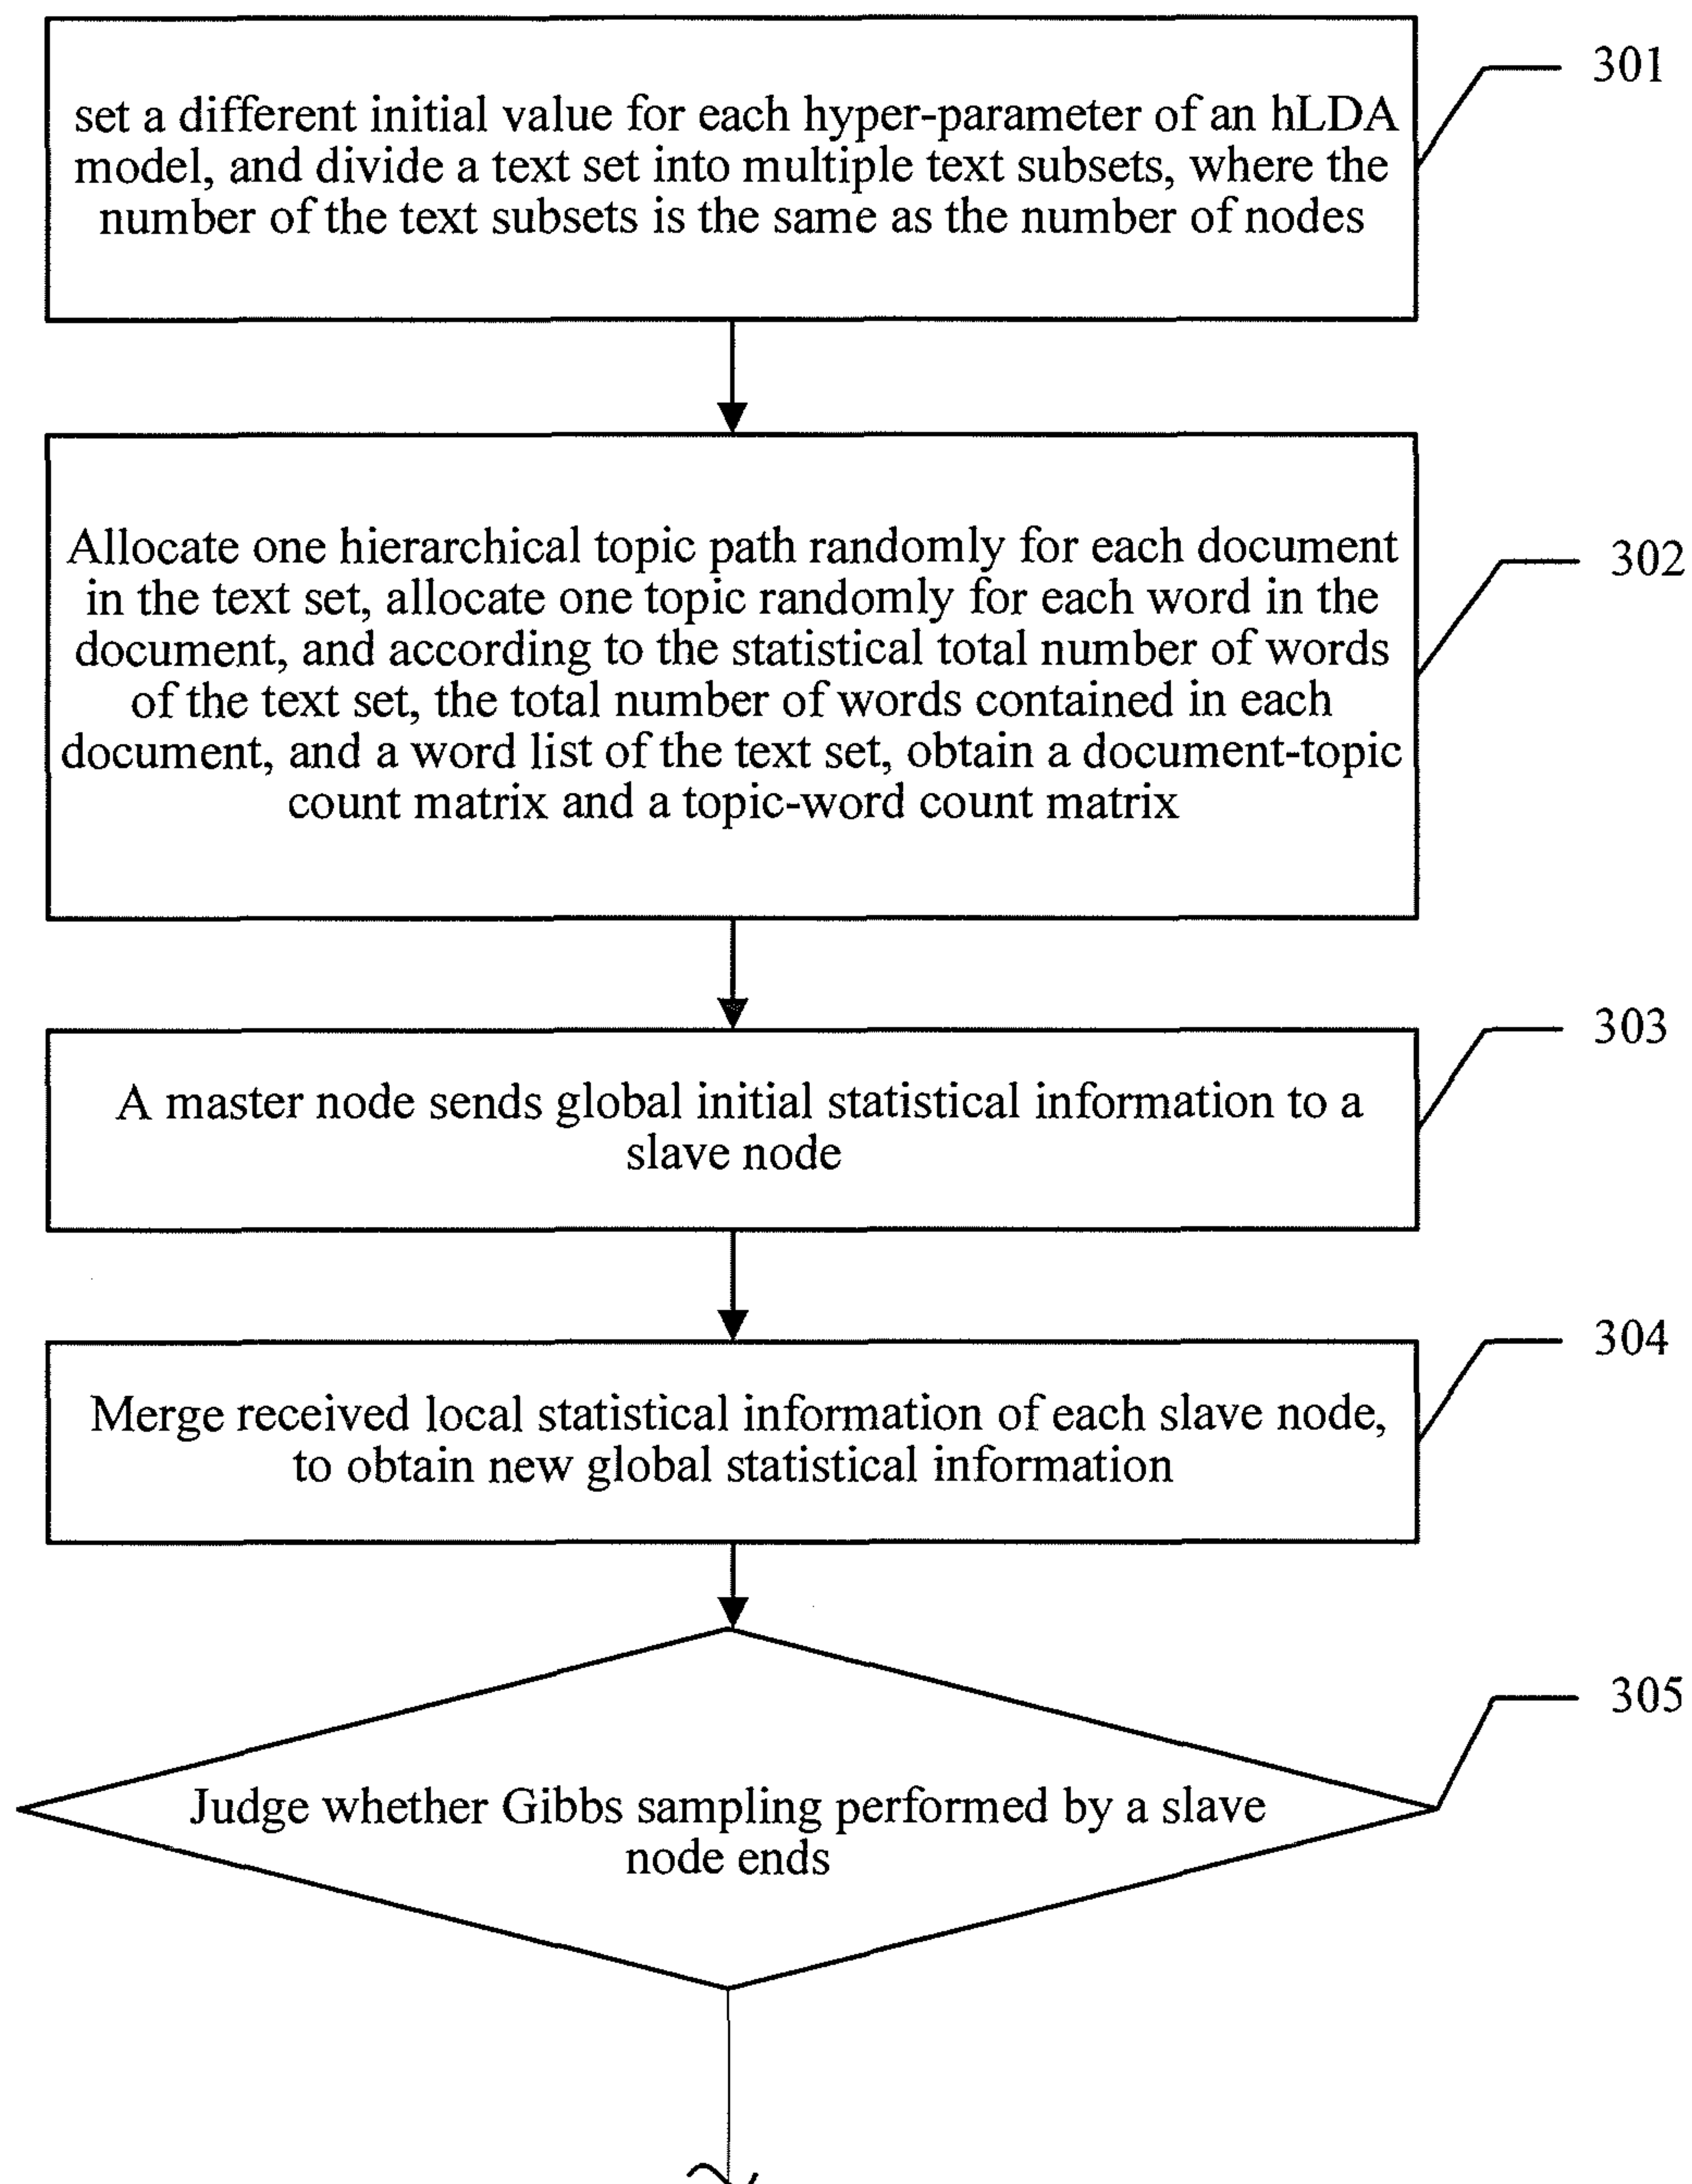 set a different initial value for each hyper-parameter of an hLDA
model, and divide a text set into multiple text subsets, where the
number of the text subsets is the same as the number of nodes
301
Allocate one hierarchical topic path randomly for each document
in the text set, allocate one topic randomly for each word in the
document, and according to the statistical total number of words
of the text set, the total number of words contained in each
document, and a word list of the text set, obtain a document-topic
count matrix and a topic-word count matrix
302
A master node sends global initial statistical information to a
slave node
303
Merge received local statistical information of each slave node,
to obtain new global statistical information
304
Judge whether Gibbs sampling performed by a slave
node ends
305